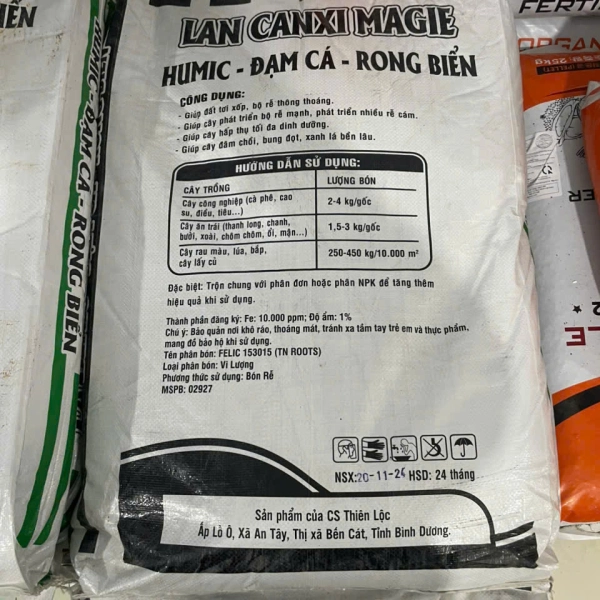 LAN CANXI MAGIE
HUMIC - ĐẠM CÁ - RONG BIỂN
CÔNG DỤNG:
- Giúp đất tơi xốp, bộ rễ thông thoáng.
- Giúp cây phát triển bộ rễ mạnh, phát triển nhiều rễ cám.
- Giúp cây hấp thụ tối đa dinh dưỡng.
- Giúp cây đâm chồi, bung đọt, xanh lá bền lâu.
HƯỚNG DẪN SỬ DỤNG:
CÂY TRỒNG LƯỢNG BÓN
Cây công nghiệp (cà phê, cao su, điều, tiêu...) 2-4 kg/gốc
Cây ăn trái (thanh long, chanh, bưởi, xoài, chôm chôm, ổi, mận...) 1,5-3 kg/gốc
Cây rau màu, lúa, bắp, cây lấy củ 250-450 kg/10.000 m²
Đặc biệt: Trộn chung với phân đơn hoặc phân NPK để tăng thêm
hiệu quả khi sử dụng.
Thành phần đăng ký: Fe: 10.000 ppm; Độ ẩm: 1%
Chú ý: Bảo quản nơi khô ráo, thoáng mát, tránh xa tầm tay trẻ em và thực phẩm,
mang đồ bảo hộ khi sử dụng.
Tên phân bón: FELIC 153015 (TN ROOTS)
Loại phân bón: Vi Lượng
Phương thức sử dụng: Bón Rễ
MSPB: 02927
NSX:20-11-24 HSD: 24 tháng
Sản phẩm của CS Thiên Lộc
Ấp Lò Ô, Xã An Tây, Thị xã Bến Cát, Tỉnh Bình Dương.
HUMIC - ĐẠM CÁ - RONG BIỂN
ORGAN
(PELLET)
25kg